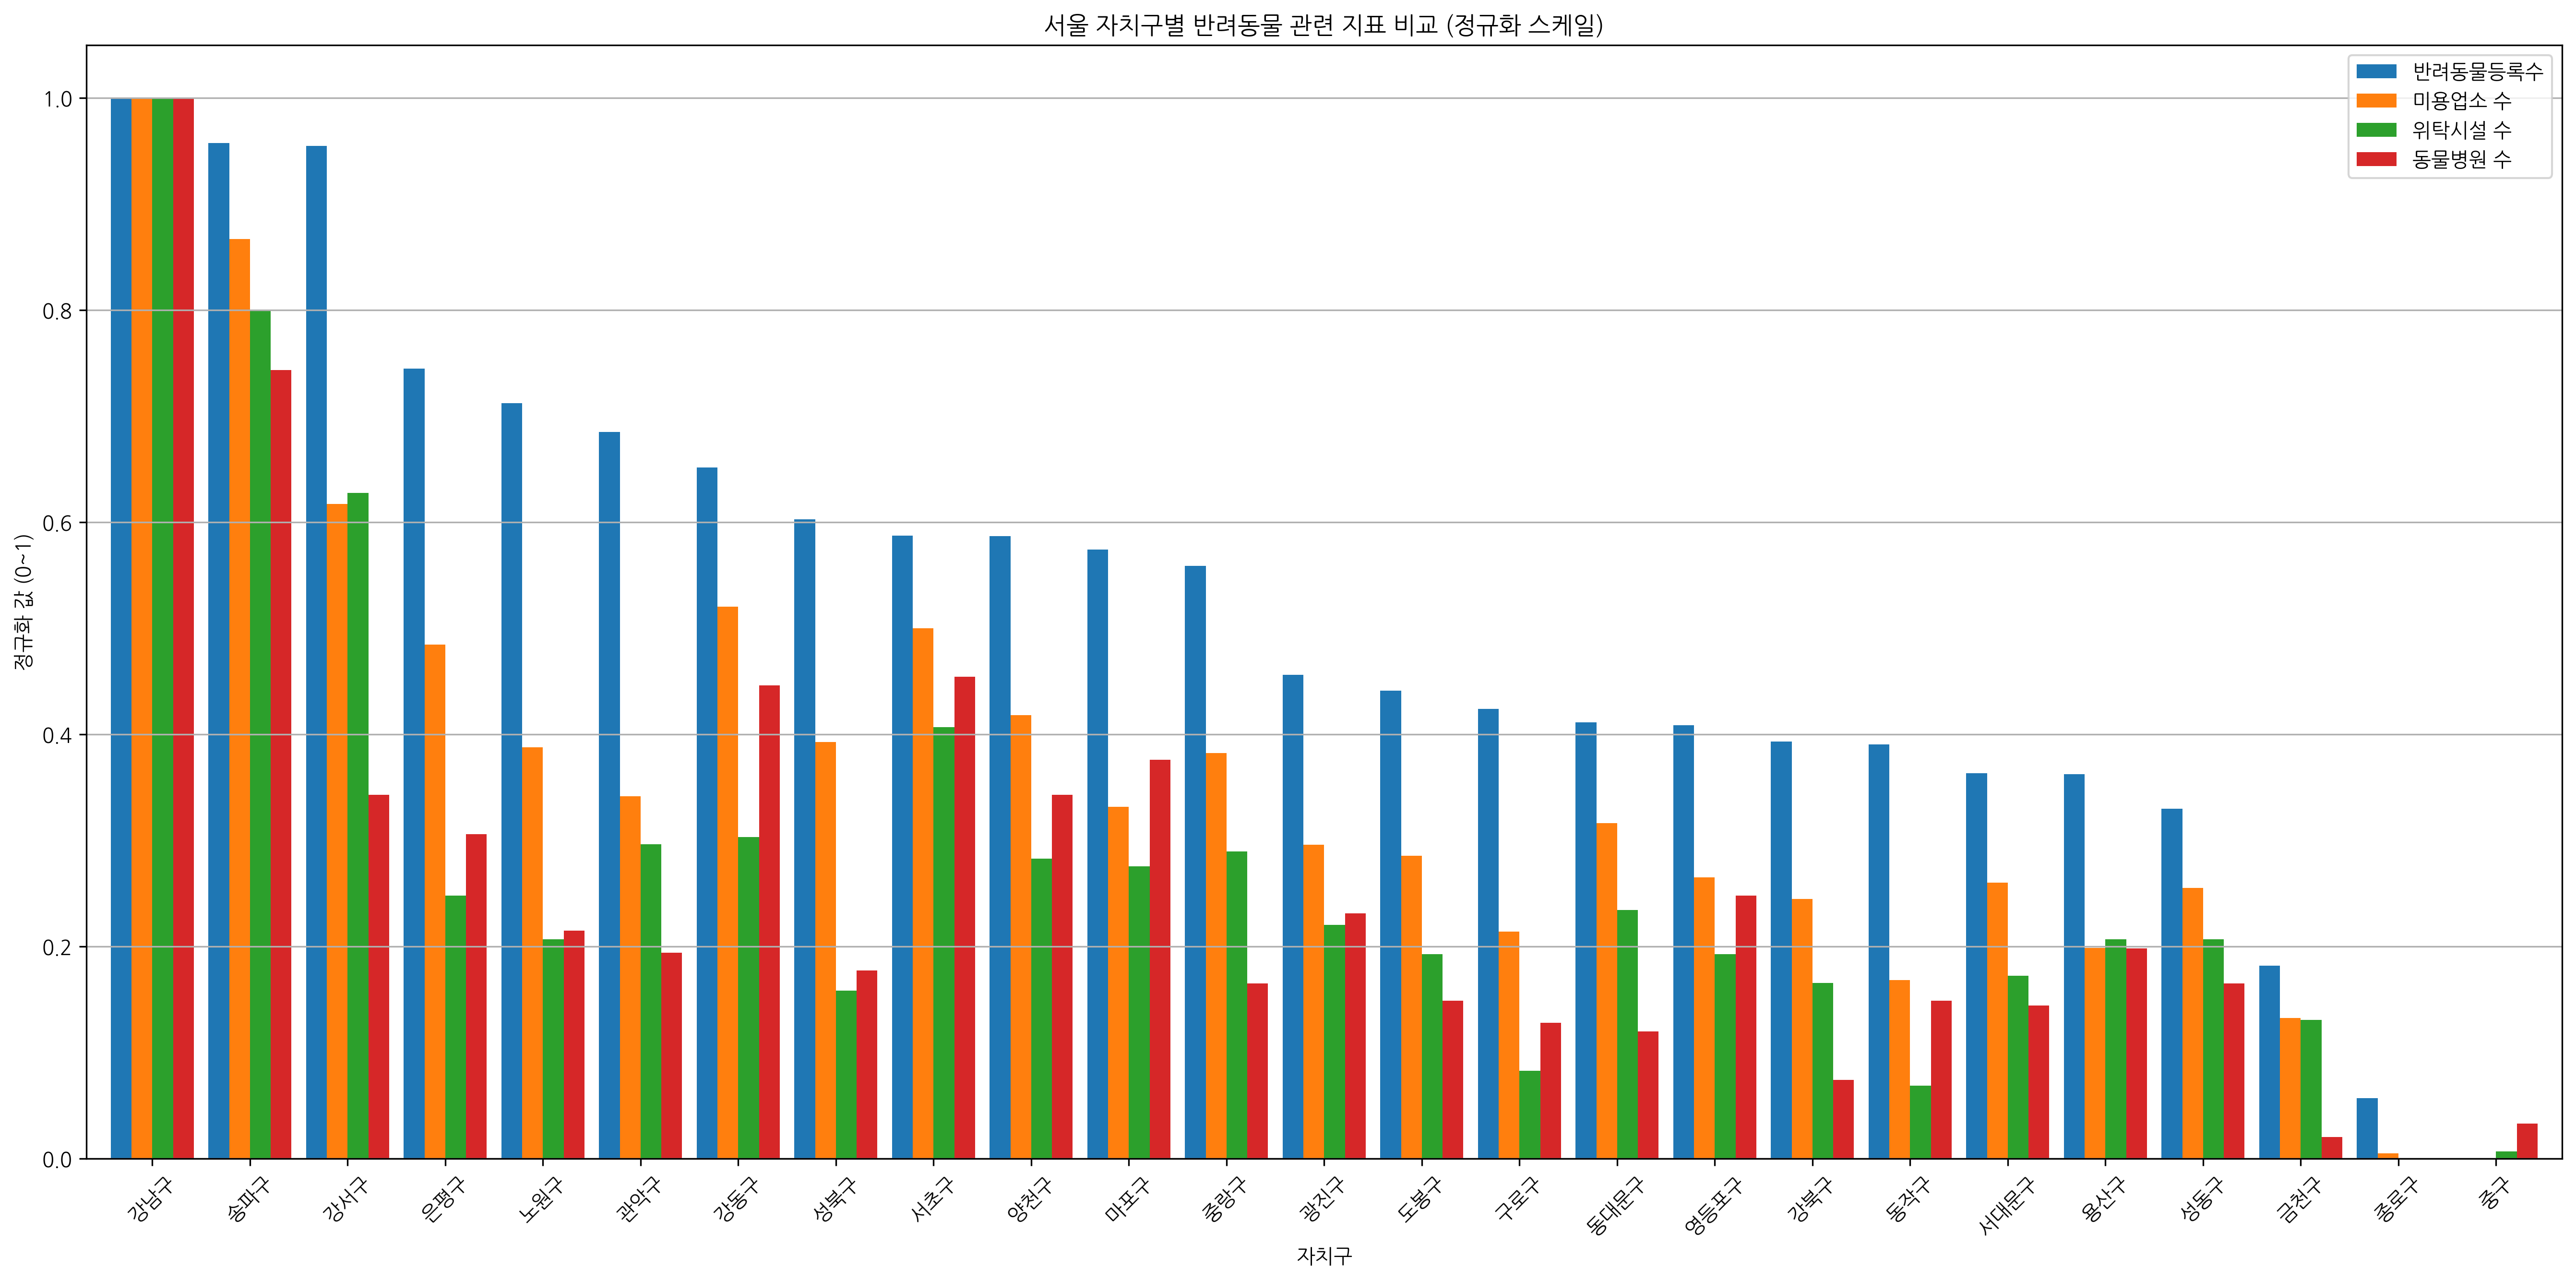 서울 자치구별 반려동물 관련 지표 비교 (정규화 스케일)
반려동물등록수
미용업소 수
위탁시설 수
동물병원 수
정규화 값 (0~1)
1.0
0.8
0.6
0.4
0.2
0.0
강남구
송파구
강서구
은평구
노원구
관악구
강동구
성북구
서초구
양천구
마포구
중랑구
광진구
도봉구
구로구
동대문구
영등포구
강북구
동작구
서대문구
용산구
성동구
금천구
종로구
중구
자치구